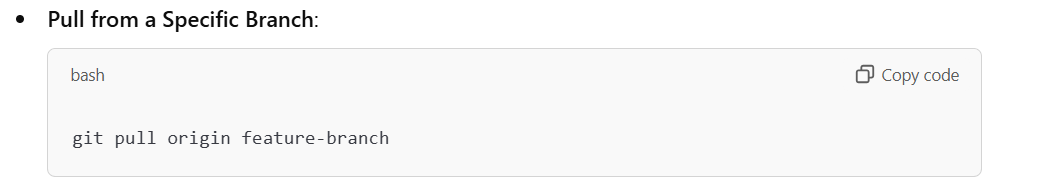 • Pull from a Specific Branch:
bash
Copy code
git pull origin feature-branch